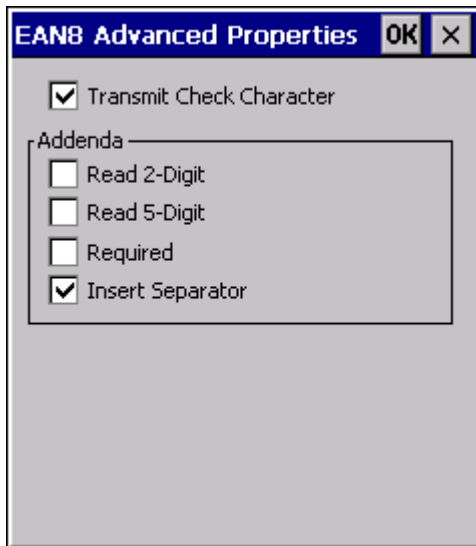 EAN8 Advanced Properties OK ×
Transmit Check Character
Addenda
Read 2-Digit
Read 5-Digit
Required
Insert Separator